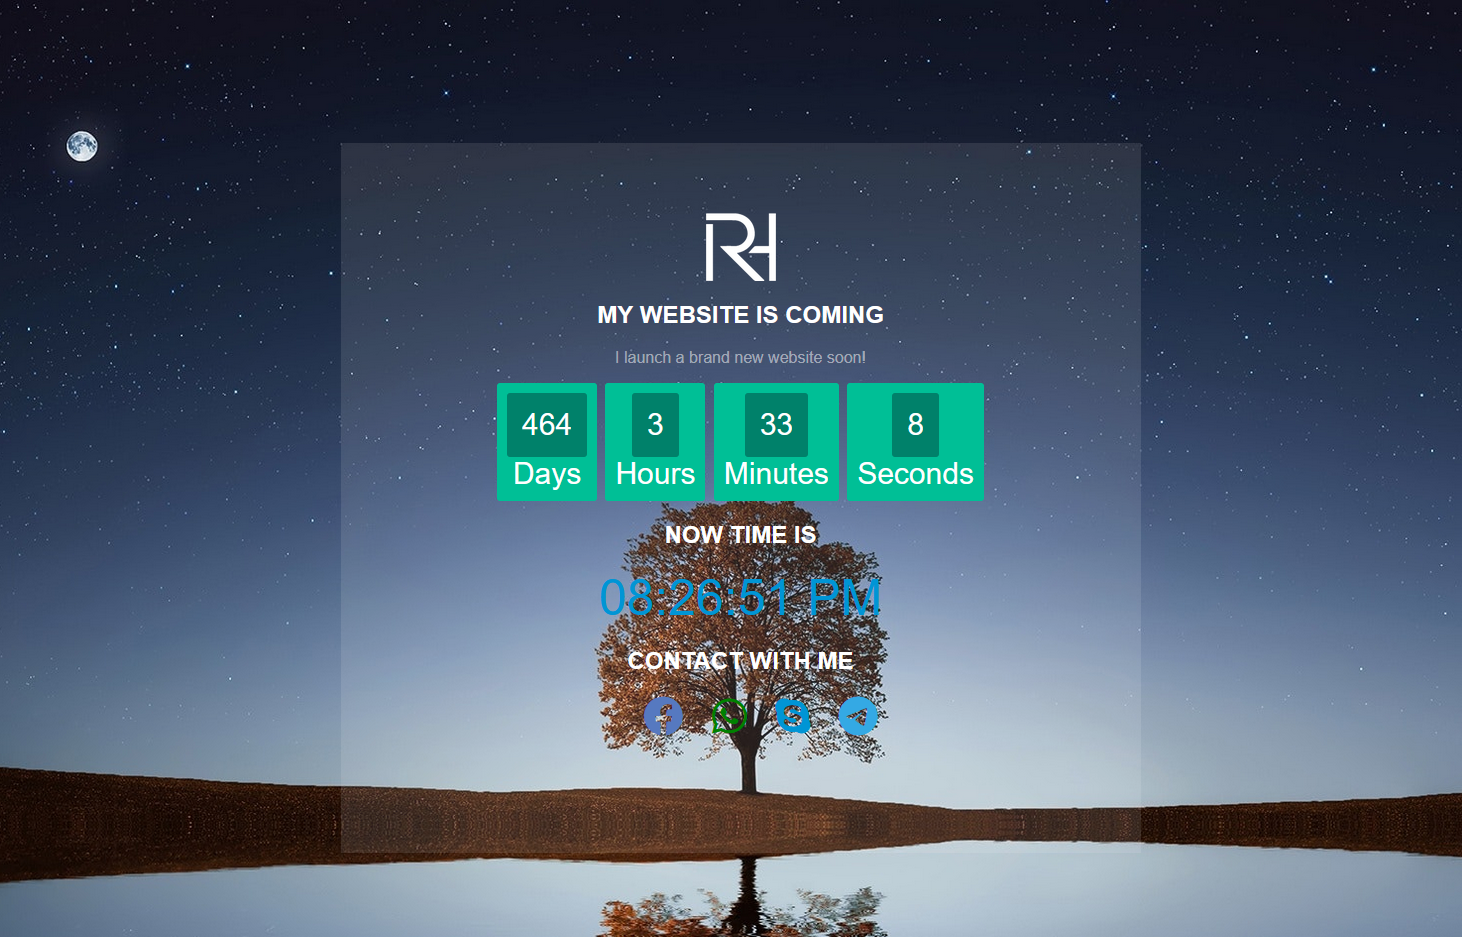 RH
MY WEBSITE IS COMING
I launch a brand new website soon!
464 3 33 8
Days Hours Minutes Seconds
NOW TIME IS
08:26:51 PM
CONTACT WITH ME